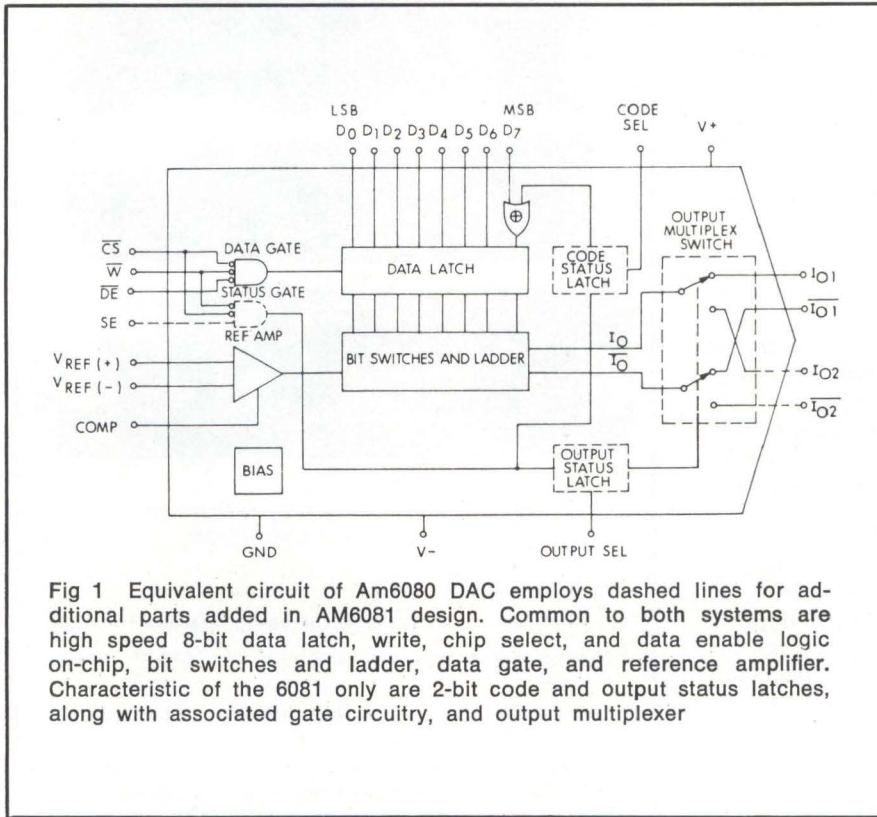 LSB MSB CODE SEL V+
D0 D1 D2 D3 D4 D5 D6 D7
OUTPUT MULTIPLEX SWITCH
CS
W
DE
SE
DATA GATE
STATUS GATE
REF AMP
DATA LATCH
CODE STATUS LATCH
VREF (+)
VREF (-)
COMP
BIT SWITCHES AND LADDER
IO
IO
IO1
IO1
IO2
IO2
BIAS
OUTPUT STATUS LATCH
GND V- OUTPUT SEL
Fig 1 Equivalent circuit of Am6080 DAC employs dashed lines for ad-
ditional parts added in AM6081 design. Common to both systems are
high speed 8-bit data latch, write, chip select, and data enable logic
on-chip, bit switches and ladder, data gate, and reference amplifier.
Characteristic of the 6081 only are 2-bit code and output status latches,
along with associated gate circuitry, and output multiplexer